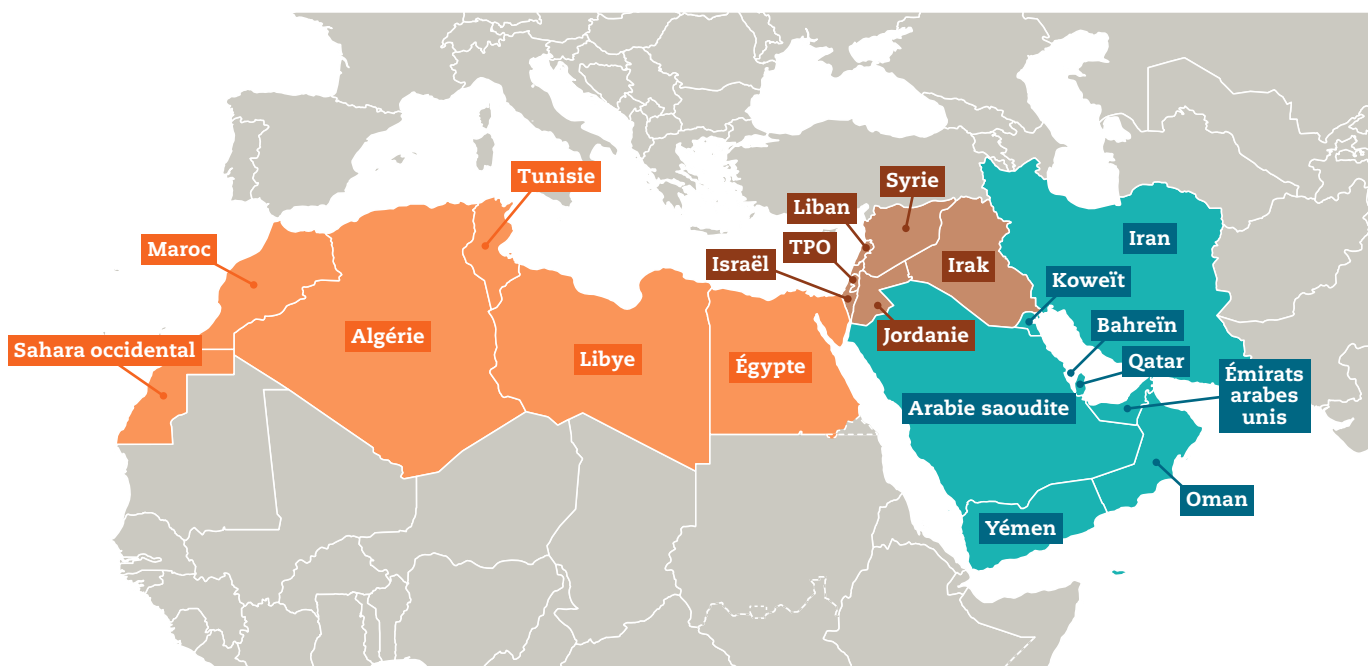 Tunisie
Syrie
Liban
Maroc
TPO
Iran
Israël
Irak
Koweït
Bahreïn
Algérie
Jordanie
Sahara occidental
Libye
Égypte
Qatar
Émirats
arabes
unis
Arabie saoudite
Oman
Yémen